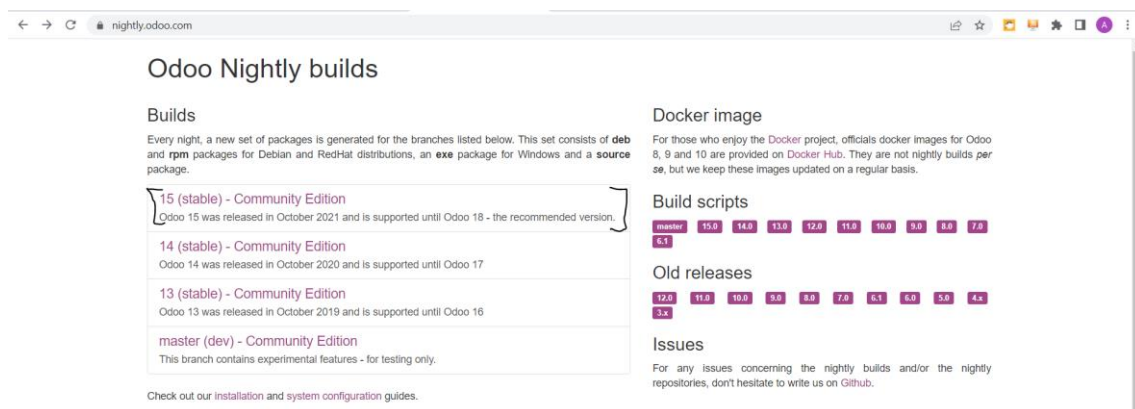 nightly.odoo.com
A
Odoo Nightly builds
Builds
Every night, a new set of packages is generated for the branches listed below. This set consists of deb
and rpm packages for Debian and RedHat distributions, an exe package for Windows and a source
package.
15 (stable) - Community Edition
Odoo 15 was released in October 2021 and is supported until Odoo 18 - the recommended version.
14 (stable) - Community Edition
Odoo 14 was released in October 2020 and is supported until Odoo 17
13 (stable) - Community Edition
Odoo 13 was released in October 2019 and is supported until Odoo 16
master (dev) - Community Edition
This branch contains experimental features - for testing only.
Check out our installation and system configuration guides.
Docker image
For those who enjoy the Docker project, officials docker images for Odoo
8, 9 and 10 are provided on Docker Hub. They are not nightly builds per
se, but we keep these images updated on a regular basis.
Build scripts
master 15.0 14.0 13.0 12.0 11.0 10.0 9.0 8.0 7.0
6.1
Old releases
12.0 11.0 10.0 9.0 8.0 7.0 6.1 6.0 5.0 4.x
3.x
Issues
For any issues concerning the nightly builds and/or the nightly
repositories, don't hesitate to write us on Github.